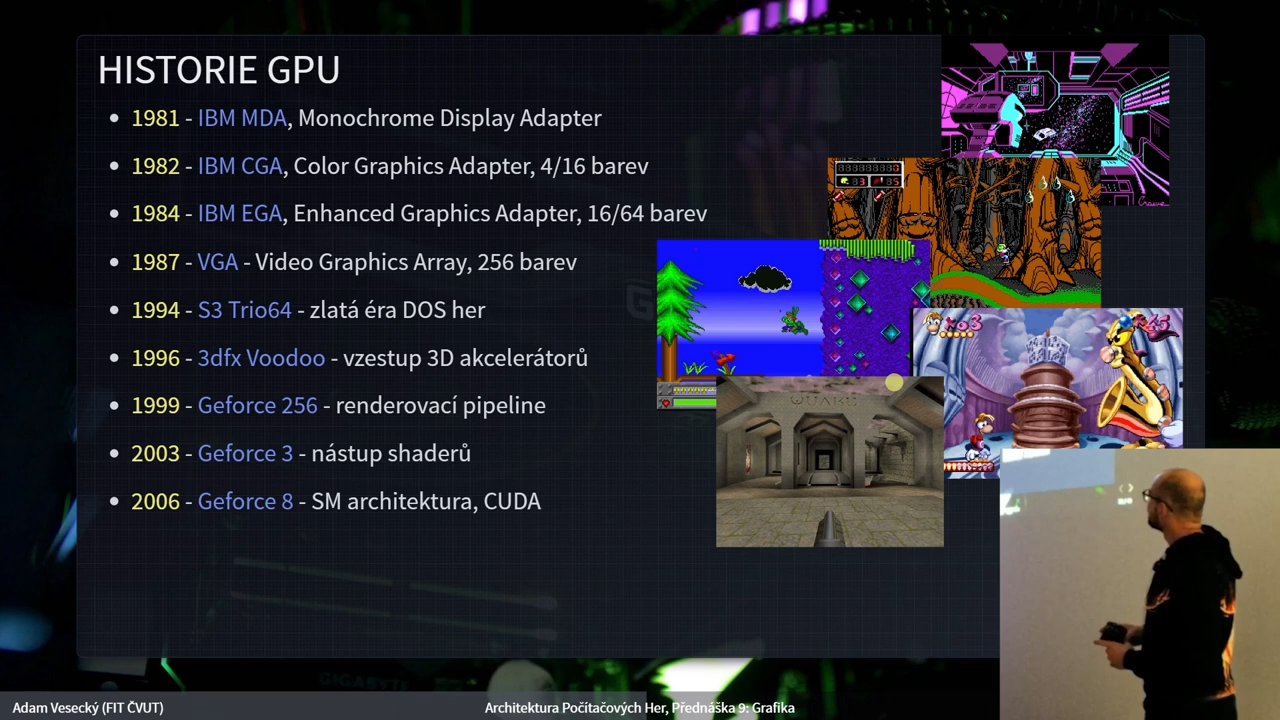 HISTORIE GPU
1981 - IBM MDA, Monochrome Display Adapter
1982 - IBM CGA, Color Graphics Adapter, 4/16 barev
1984 - IBM EGA, Enhanced Graphics Adapter, 16/64 barev
1987 - VGA - Video Graphics Array, 256 barev
1994 - S3 Trio64 - zlatá éra DOS her
1996 - 3dfx Voodoo - vzestup 3D akcelerátorů
1999 - Geforce 256 - renderovací pipeline
2003 - Geforce 3 - nástup shaderů
2006 - Geforce 8 - SM architektura, CUDA
QUAKE
GIGABYTE
Adam Vesecký (FIT ČVUT)
Architektura Počítačových Her, Přednáška 9: Grafika